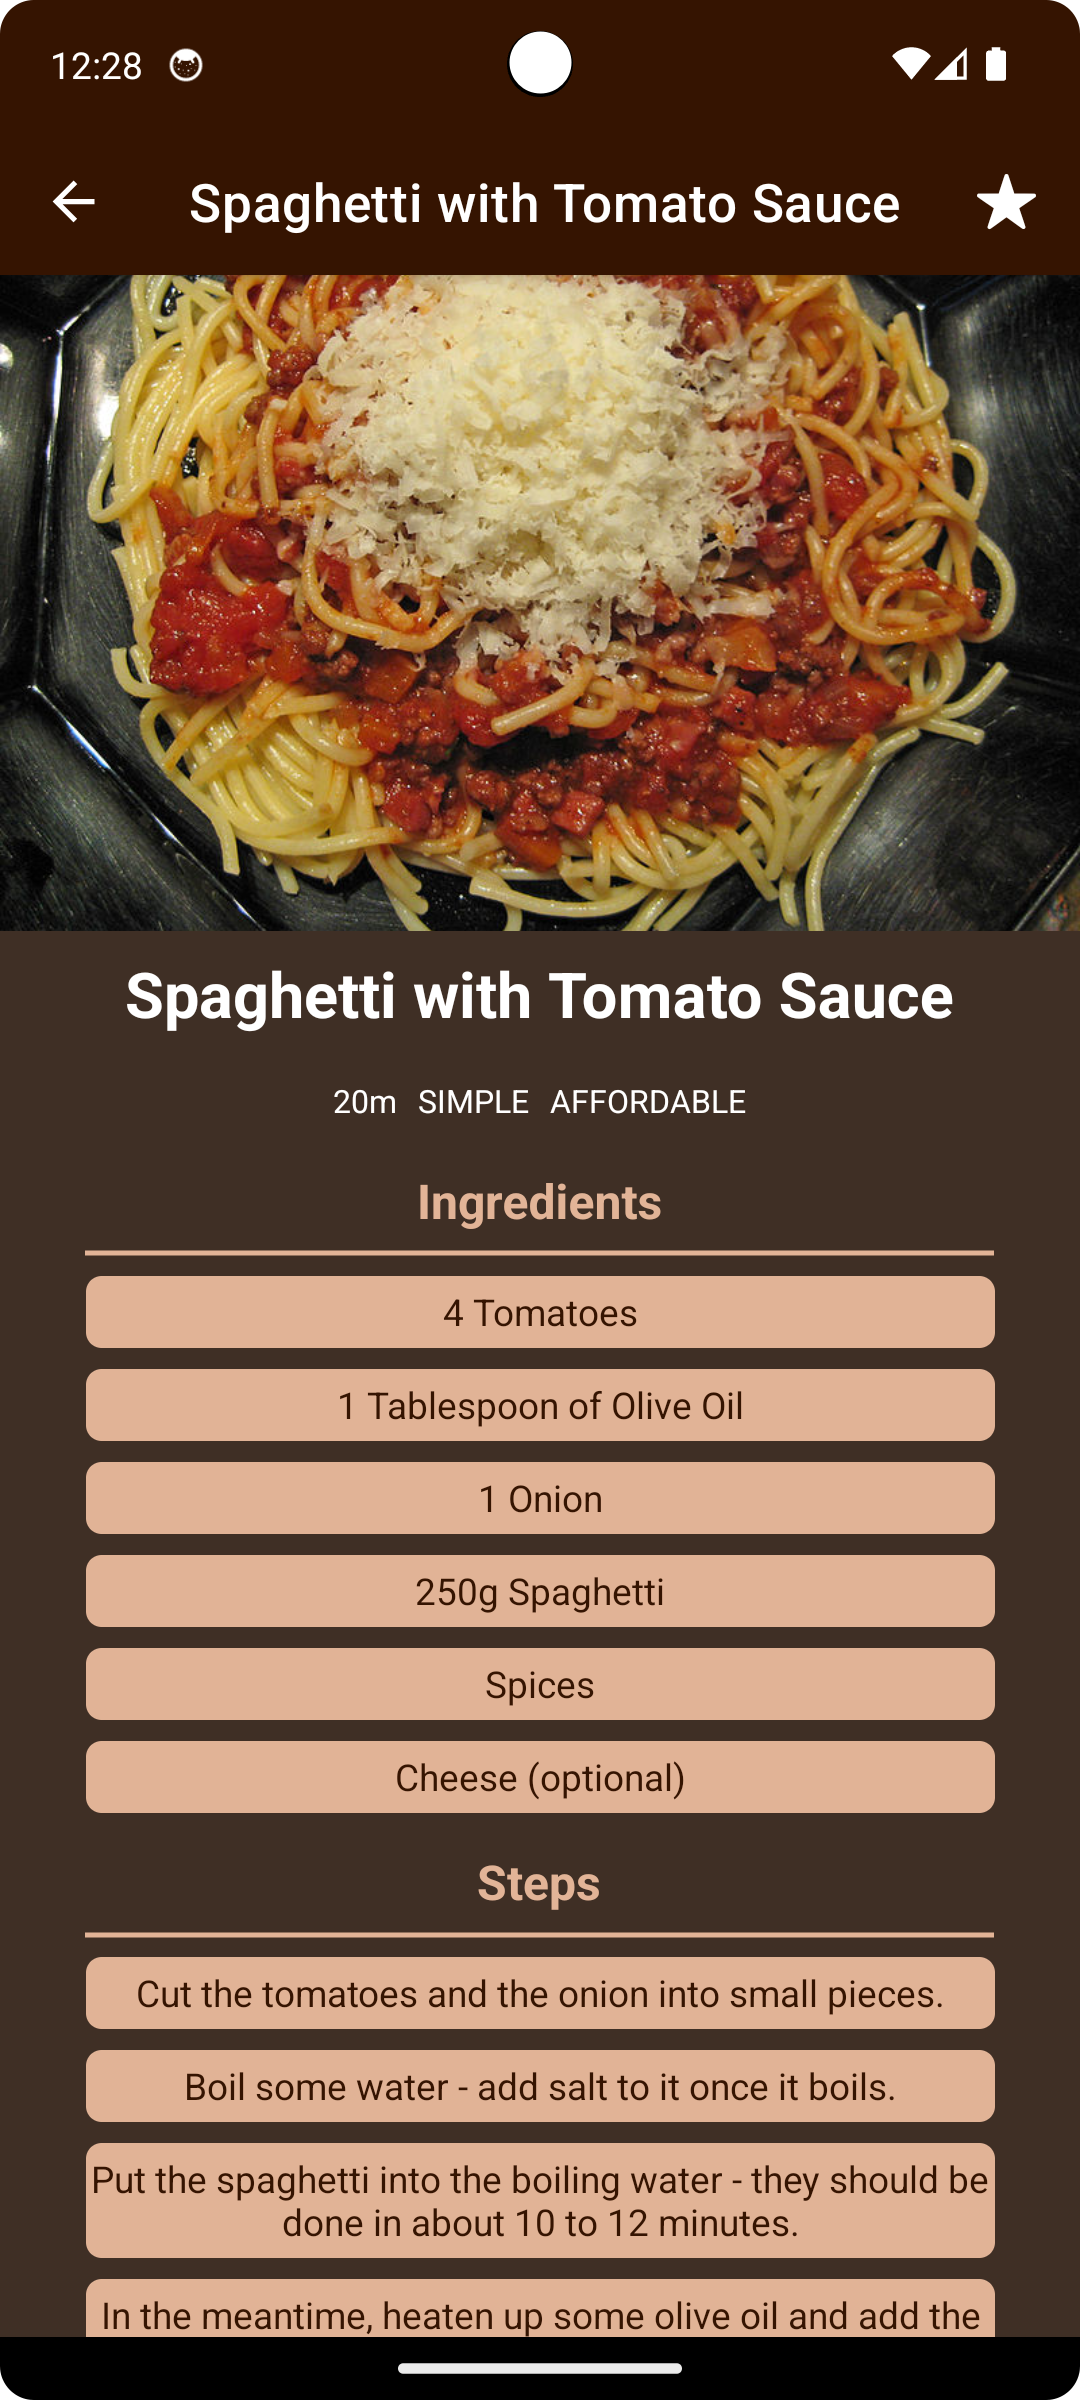 12:28
Spaghetti with Tomato Sauce
Spaghetti with Tomato Sauce
20m SIMPLE AFFORDABLE
Ingredients
4 Tomatoes
1 Tablespoon of Olive Oil
1 Onion
250g Spaghetti
Spices
Cheese (optional)
Steps
Cut the tomatoes and the onion into small pieces.
Boil some water - add salt to it once it boils.
Put the spaghetti into the boiling water - they should be
done in about 10 to 12 minutes.
In the meantime, heaten up some olive oil and add the